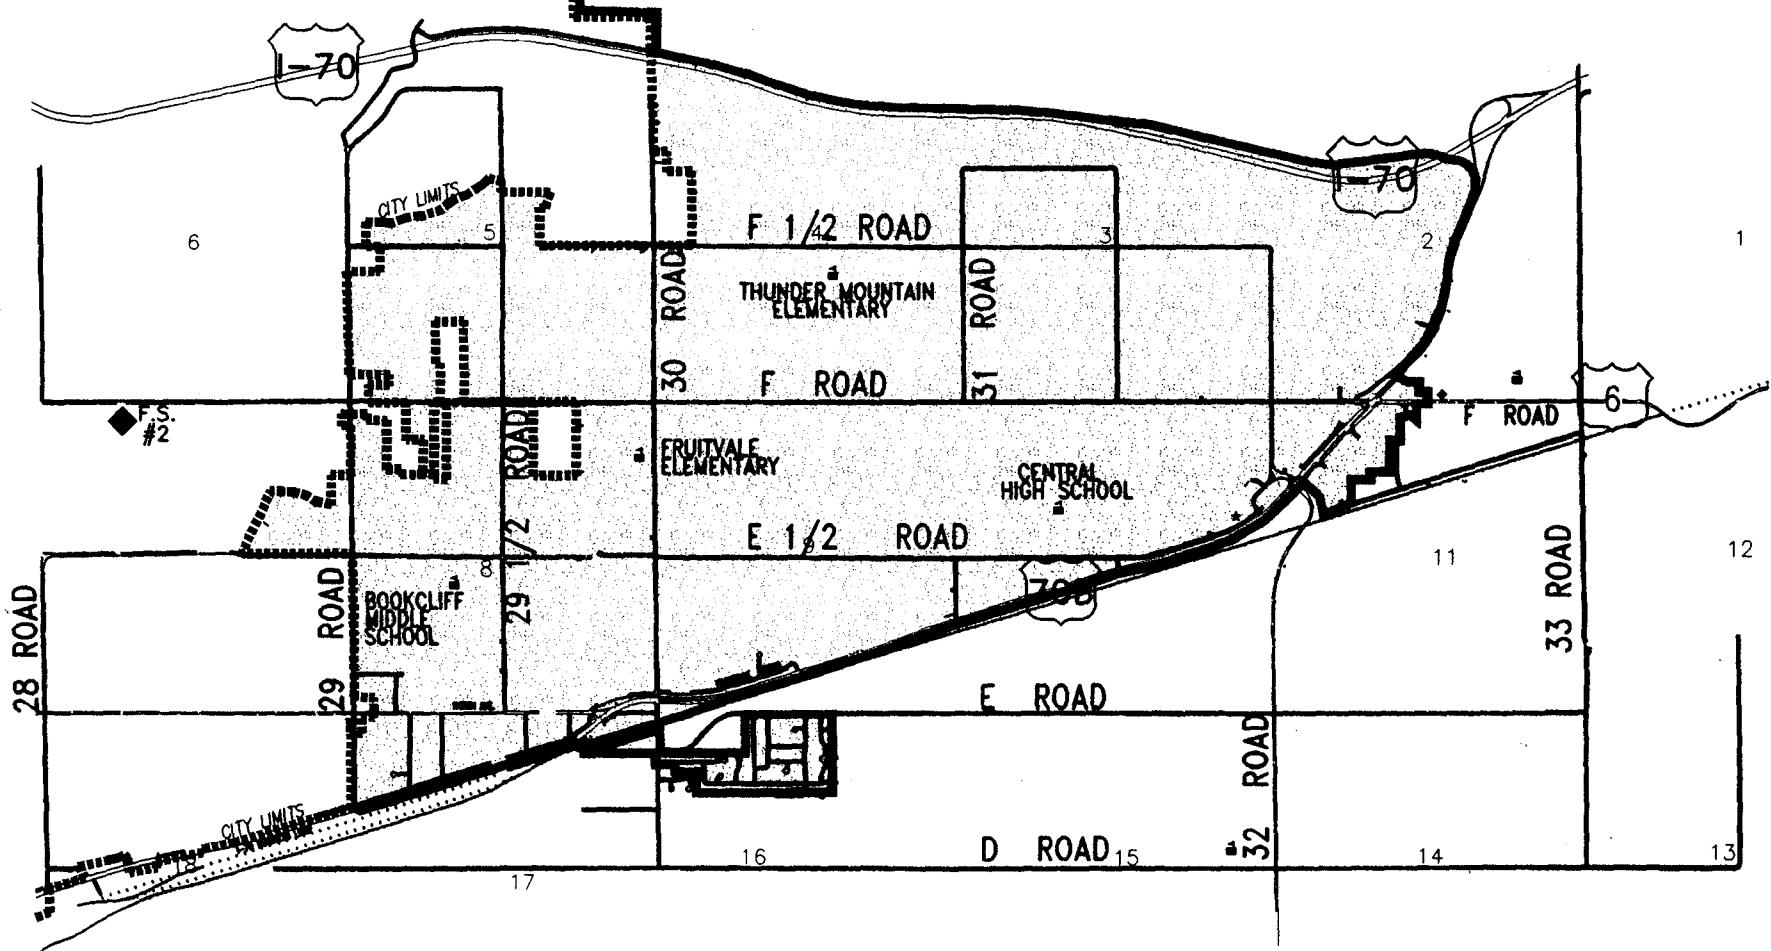 I-70
I-70
CITY LIMITS
6
5
F 1/2 ROAD
4
3
2
1
THUNDER MOUNTAIN
ELEMENTARY
30 ROAD
31 ROAD
F ROAD
F.S.
#2
6
F ROAD
FRUITVALE
ELEMENTARY
CENTRAL
HIGH SCHOOL
E 1/2 ROAD
9
8
11
12
28 ROAD
29 ROAD
29 1/2 ROAD
33 ROAD
70B
BOOKCLIFF
MIDDLE
SCHOOL
E ROAD
32 ROAD
CITY LIMITS
18
17
16
D ROAD
15
14
13